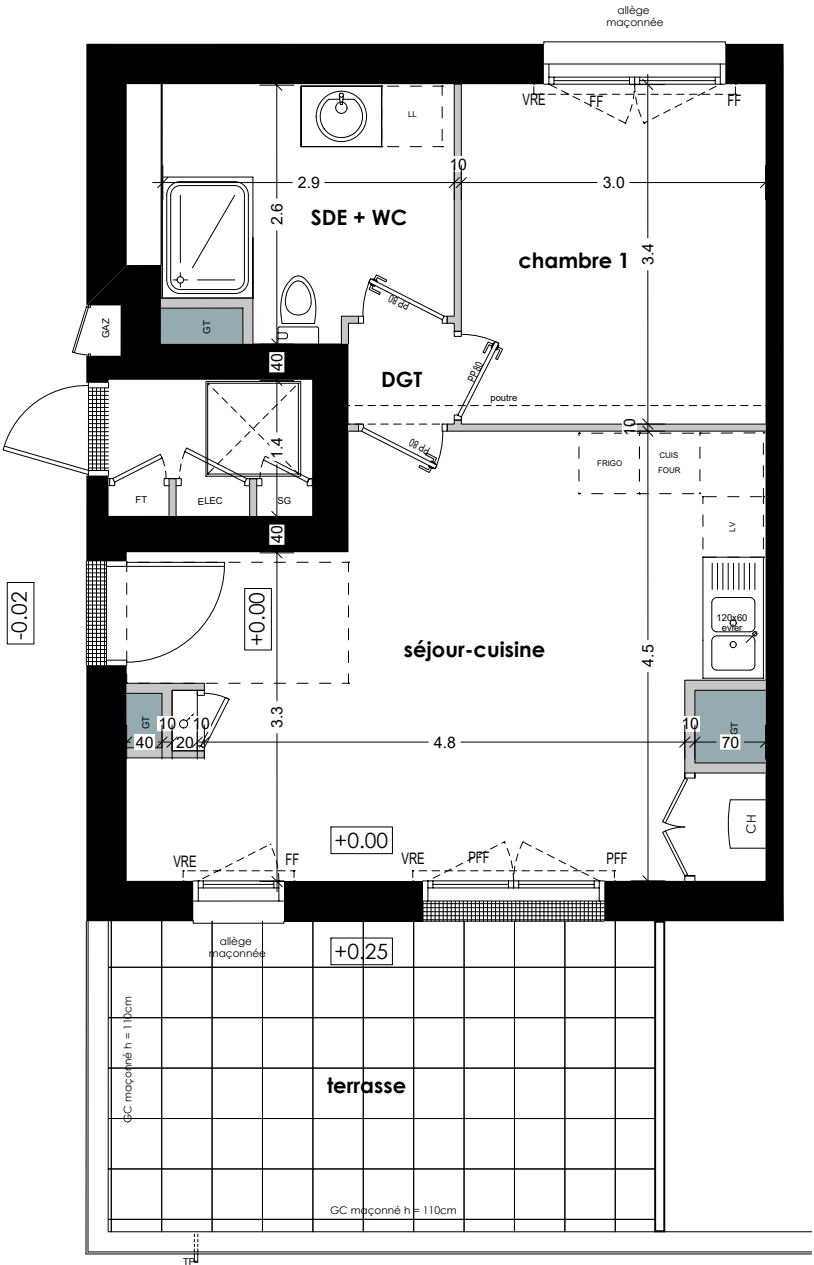 allège
maçonnée
VRE
FF
FF
LL
10
2.9
3.0
2.6
SDE + WC
chambre 1
3.4
GAZ
GT
PP 80
40
DGT
PP 80
poutre
1.4
PP 80
10
FRIGO
CUIS
FOUR
FT
ELEC
SG
LV
40
-0.02
+0.00
120x60
evier
séjour-cuisine
4.5
3.3
GT
10
10
40
20
4.8
10
70
GT
CH
+0.00
VRE
FF
VRE
PFF
PFF
allège
maçonnée
+0.25
GC maçonné h = 110cm
terrasse
GC maçonné h = 110cm
TP